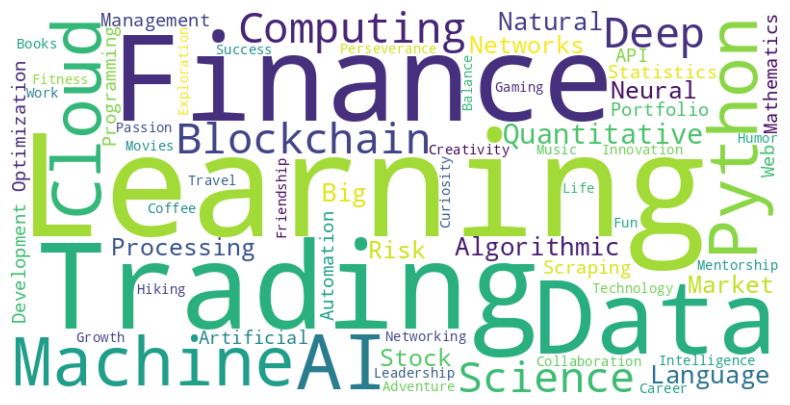 Management
Computing
Natural
Deep
Books
Cloud
Finance
Success
Perseverance
Networks
API
Python
Mathematics
Fitness
Work
Programming
Exploration
Balance
Gaming
Statistics
Neural
Portfolio
Optimization
Passion
Movies
Blockchain
Creativity
Quantitative
Music
Innovation
Humor
Web
Learning
Travel
Coffee
Friendship
Big
Curiosity
Life
Fun
Development
Processing
Automation
Risk
Algorithmic
Scraping
Mentorship
Trading
Hiking
Technology
Market
Data
Growth
Artificial
Networking
Machine
AI
Stock
Leadership
Adventure
Science
Collaboration
Intelligence
Language
Career